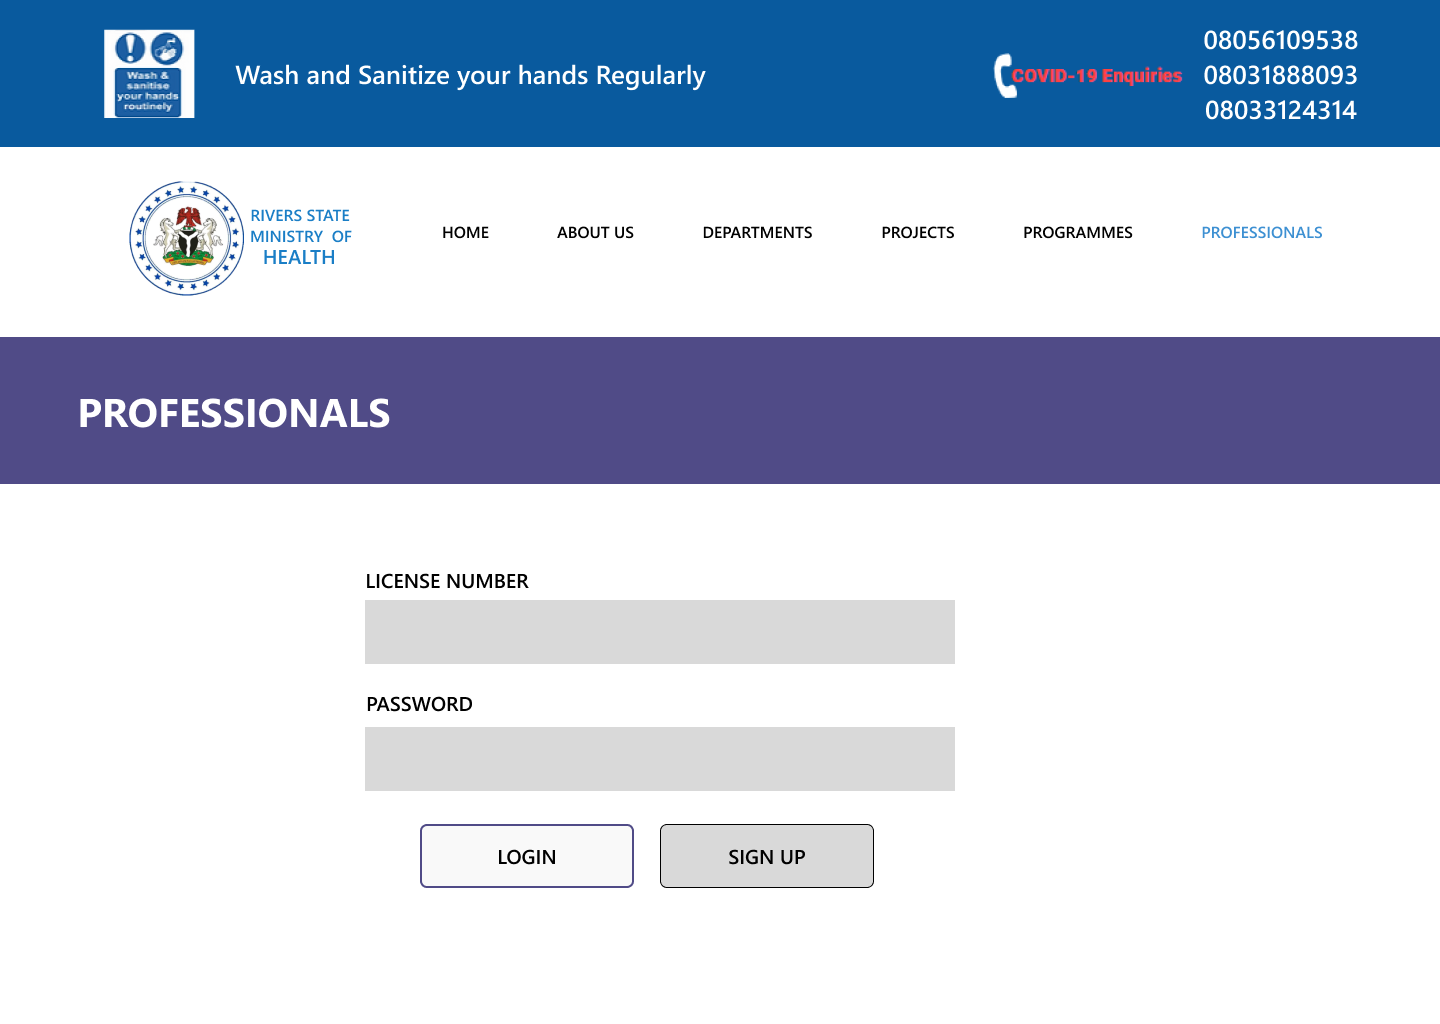 Wash &
sanitise
your hands
routinely
Wash and Sanitize your hands Regularly
COVID-19 Enquiries
08056109538
08031888093
08033124314
RIVERS STATE
MINISTRY OF
HEALTH
HOME
ABOUT US
DEPARTMENTS
PROJECTS
PROGRAMMES
PROFESSIONALS
PROFESSIONALS
LICENSE NUMBER
PASSWORD
LOGIN
SIGN UP